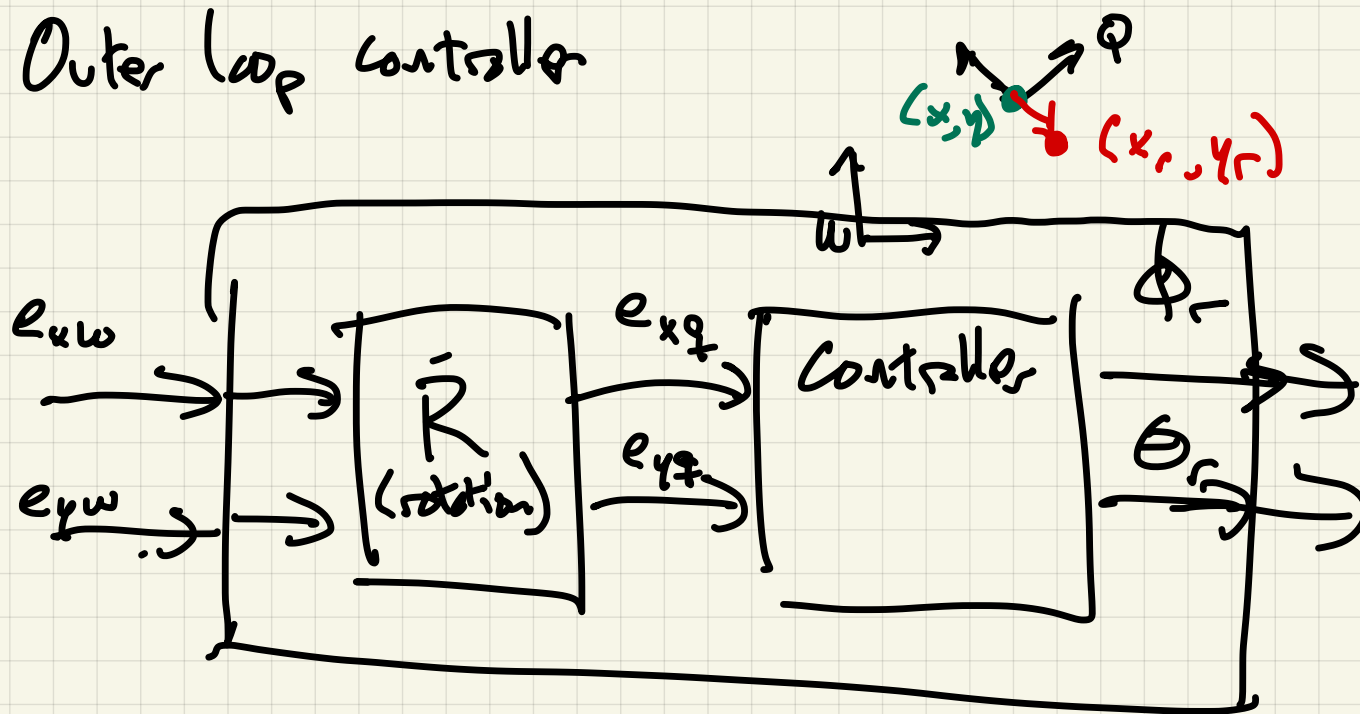 Outer loop controller
Q
(x,y)
(xr,yr)
W
ϕr
exw
exq
Controller
R
(rotation)
eyq
θr
eyw